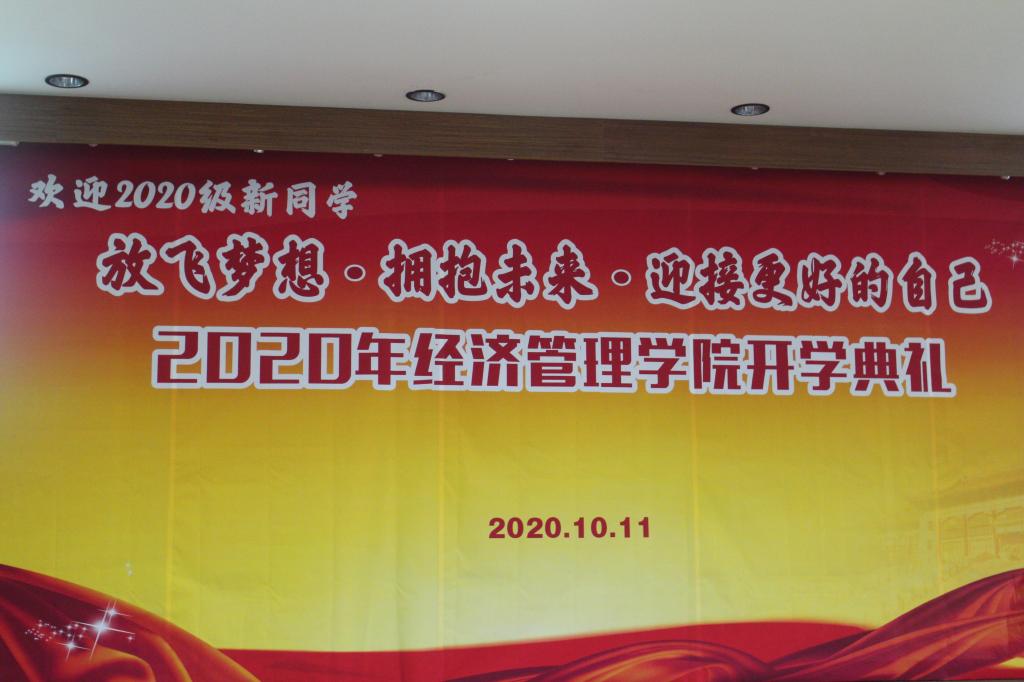 欢迎2020级新同学
放飞梦想·拥抱未来·迎接更好的自己
2020年经济管理学院开学典礼
2020.10.11